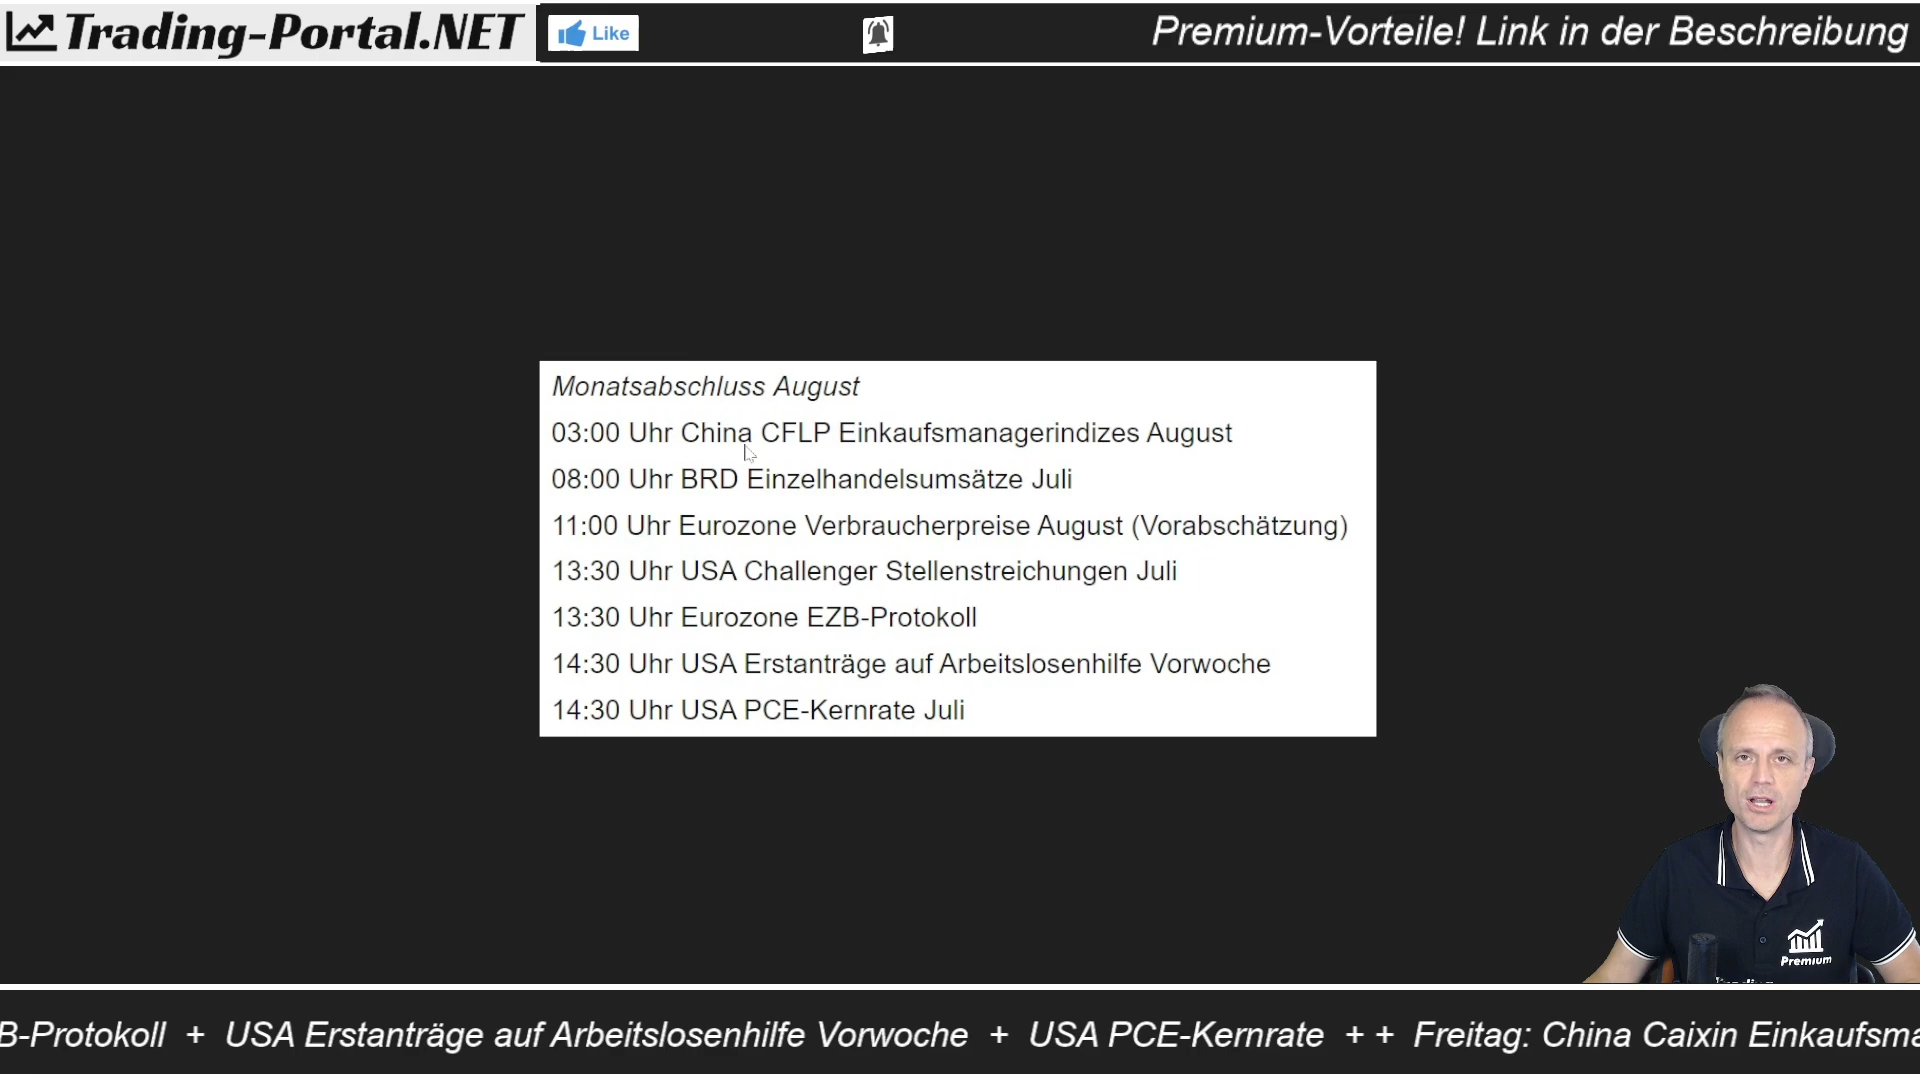 Trading-Portal.NET
Like
Premium-Vorteile! Link in der Beschreibung
Monatsabschluss August
03:00 Uhr China CFLP Einkaufsmanagerindizes August
08:00 Uhr BRD Einzelhandelsumsätze Juli
11:00 Uhr Eurozone Verbraucherpreise August (Vorabschätzung)
13:30 Uhr USA Challenger Stellenstreichungen Juli
13:30 Uhr Eurozone EZB-Protokoll
14:30 Uhr USA Erstanträge auf Arbeitslosenhilfe Vorwoche
14:30 Uhr USA PCE-Kernrate Juli
Premium
B-Protokoll + USA Erstanträge auf Arbeitslosenhilfe Vorwoche + USA PCE-Kernrate + + Freitag: China Caixin Einkaufsma